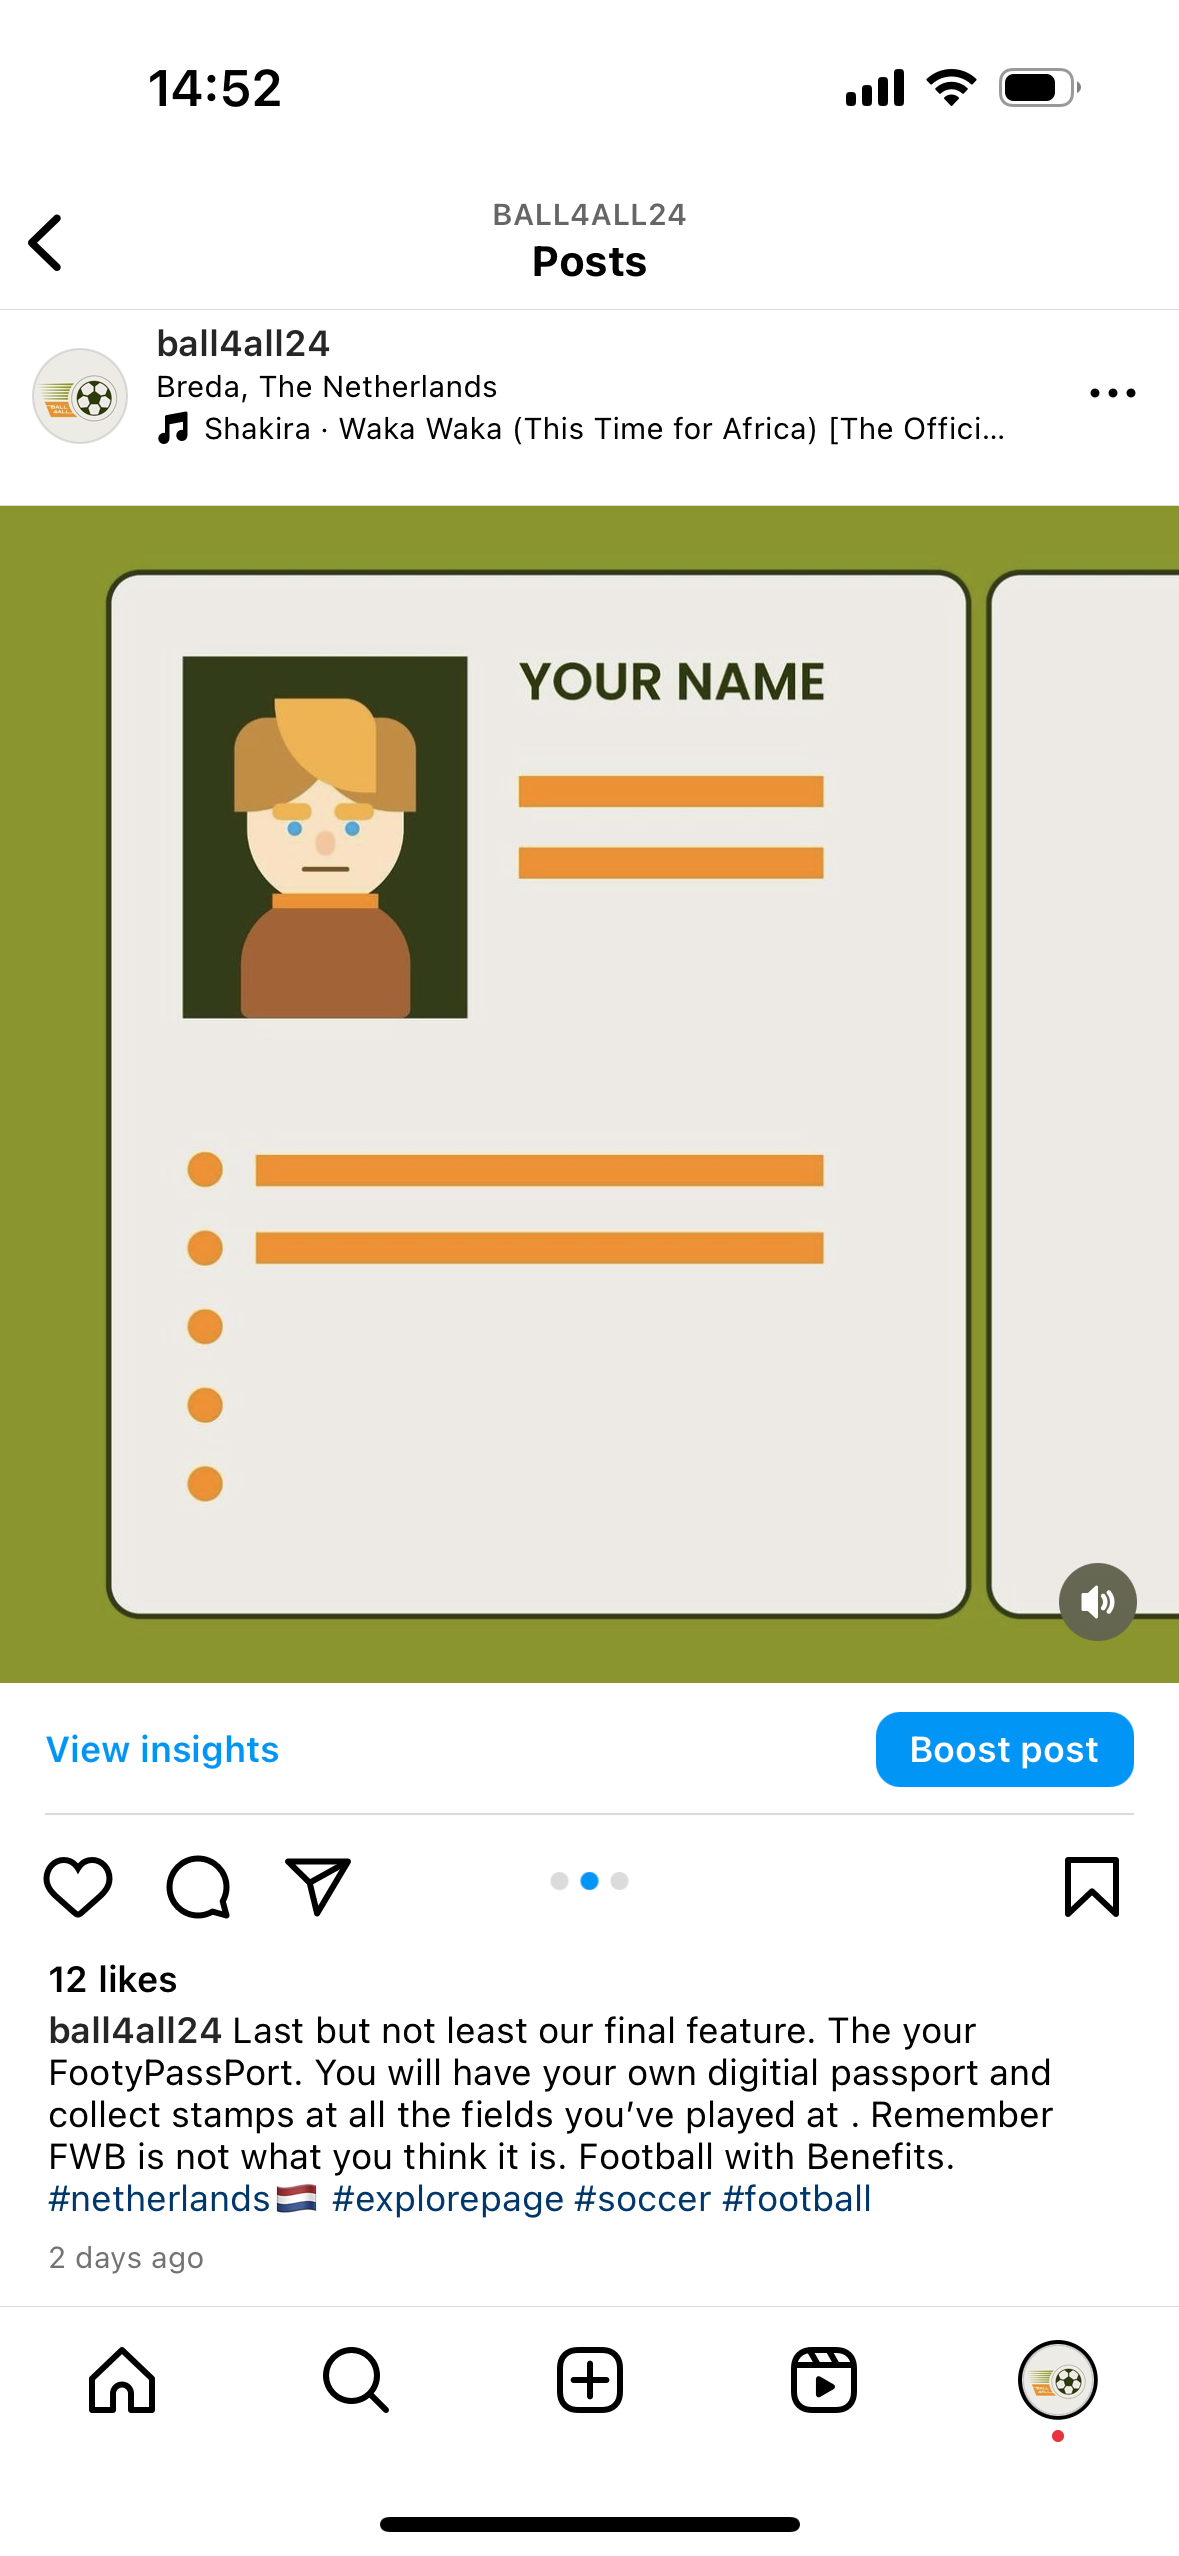 14:52
BALL4ALL24
Posts
ball4all24
Breda, The Netherlands
Shakira · Waka Waka (This Time for Africa) [The Offici...
YOUR NAME
View insights
Boost post
12 likes
ball4all24 Last but not least our final feature. The your
FootyPassPort. You will have your own digitial passport and
collect stamps at all the fields you’ve played at . Remember
FWB is not what you think it is. Football with Benefits.
#netherlands🇳🇱 #explorepage #soccer #football
2 days ago